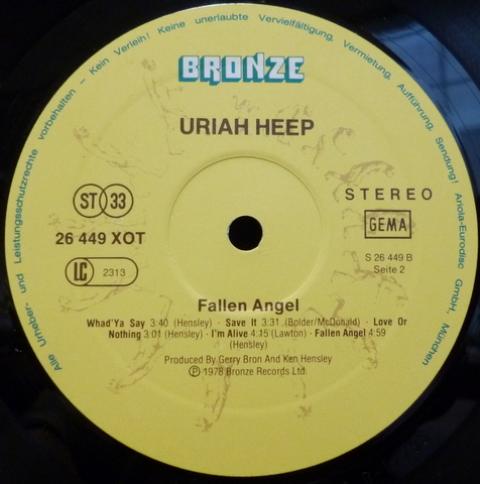 Alle Urheber- und Leistungsschutzrechte vorbehalten - Kein Verleih! Keine unerlaubte Vervielfältigung, Vermietung, Aufführung, Sendung! Ariola-Eurodisc GmbH, München
BRONZE
URIAH HEEP
ST 33
STEREO
26 449 XOT
GEMA
LC 2313
S 26 449 B
Seite 2
Fallen Angel
Whad'Ya Say 3:40 (Hensley) · Save It 3:31 (Bolder/McDonald) · Love Or
Nothing 3:01 (Hensley) · I'm Alive 4:15 (Lawton) · Fallen Angel 4:59
(Hensley)
Produced By Gerry Bron And Ken Hensley
Ⓟ 1978 Bronze Records Ltd.